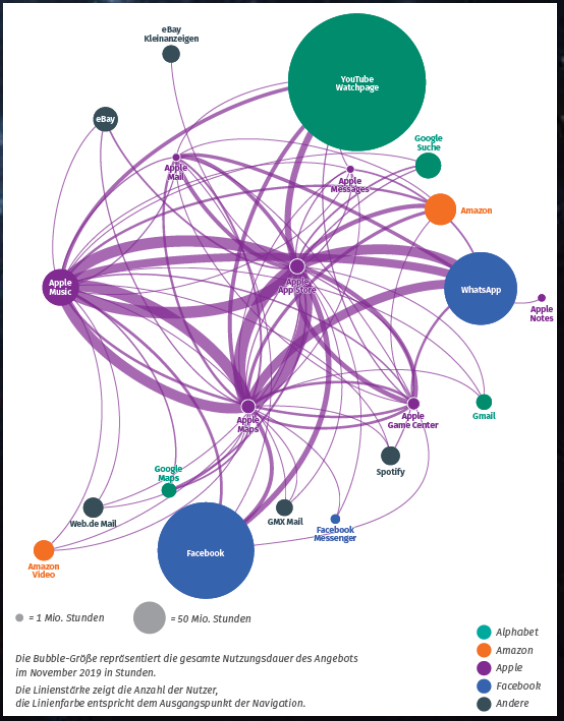 eBay
Kleinanzeigen
YouTube
Watchpage
eBay
Google
Suche
Apple
Mail
Apple
Messages
Amazon
Apple
Music
Apple
App Store
WhatsApp
Apple
Notes
Apple
Maps
Apple
Game Center
Gmail
Spotify
Google
Maps
Web.de Mail
GMX Mail
Facebook
Messenger
Facebook
Amazon
Video
= 1 Mio. Stunden
= 50 Mio. Stunden
Die Bubble-Größe repräsentiert die gesamte Nutzungsdauer des Angebots
im November 2019 in Stunden.
Die Linienstärke zeigt die Anzahl der Nutzer,
die Linienfarbe entspricht dem Ausgangspunkt der Navigation.
Alphabet
Amazon
Apple
Facebook
Andere